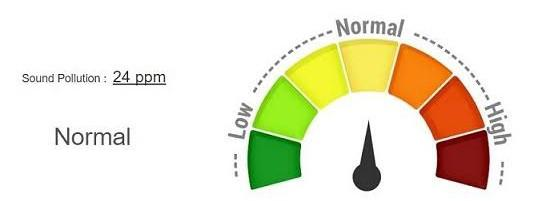 Sound Pollution : 24 ppm
Normal
Low
Normal
High